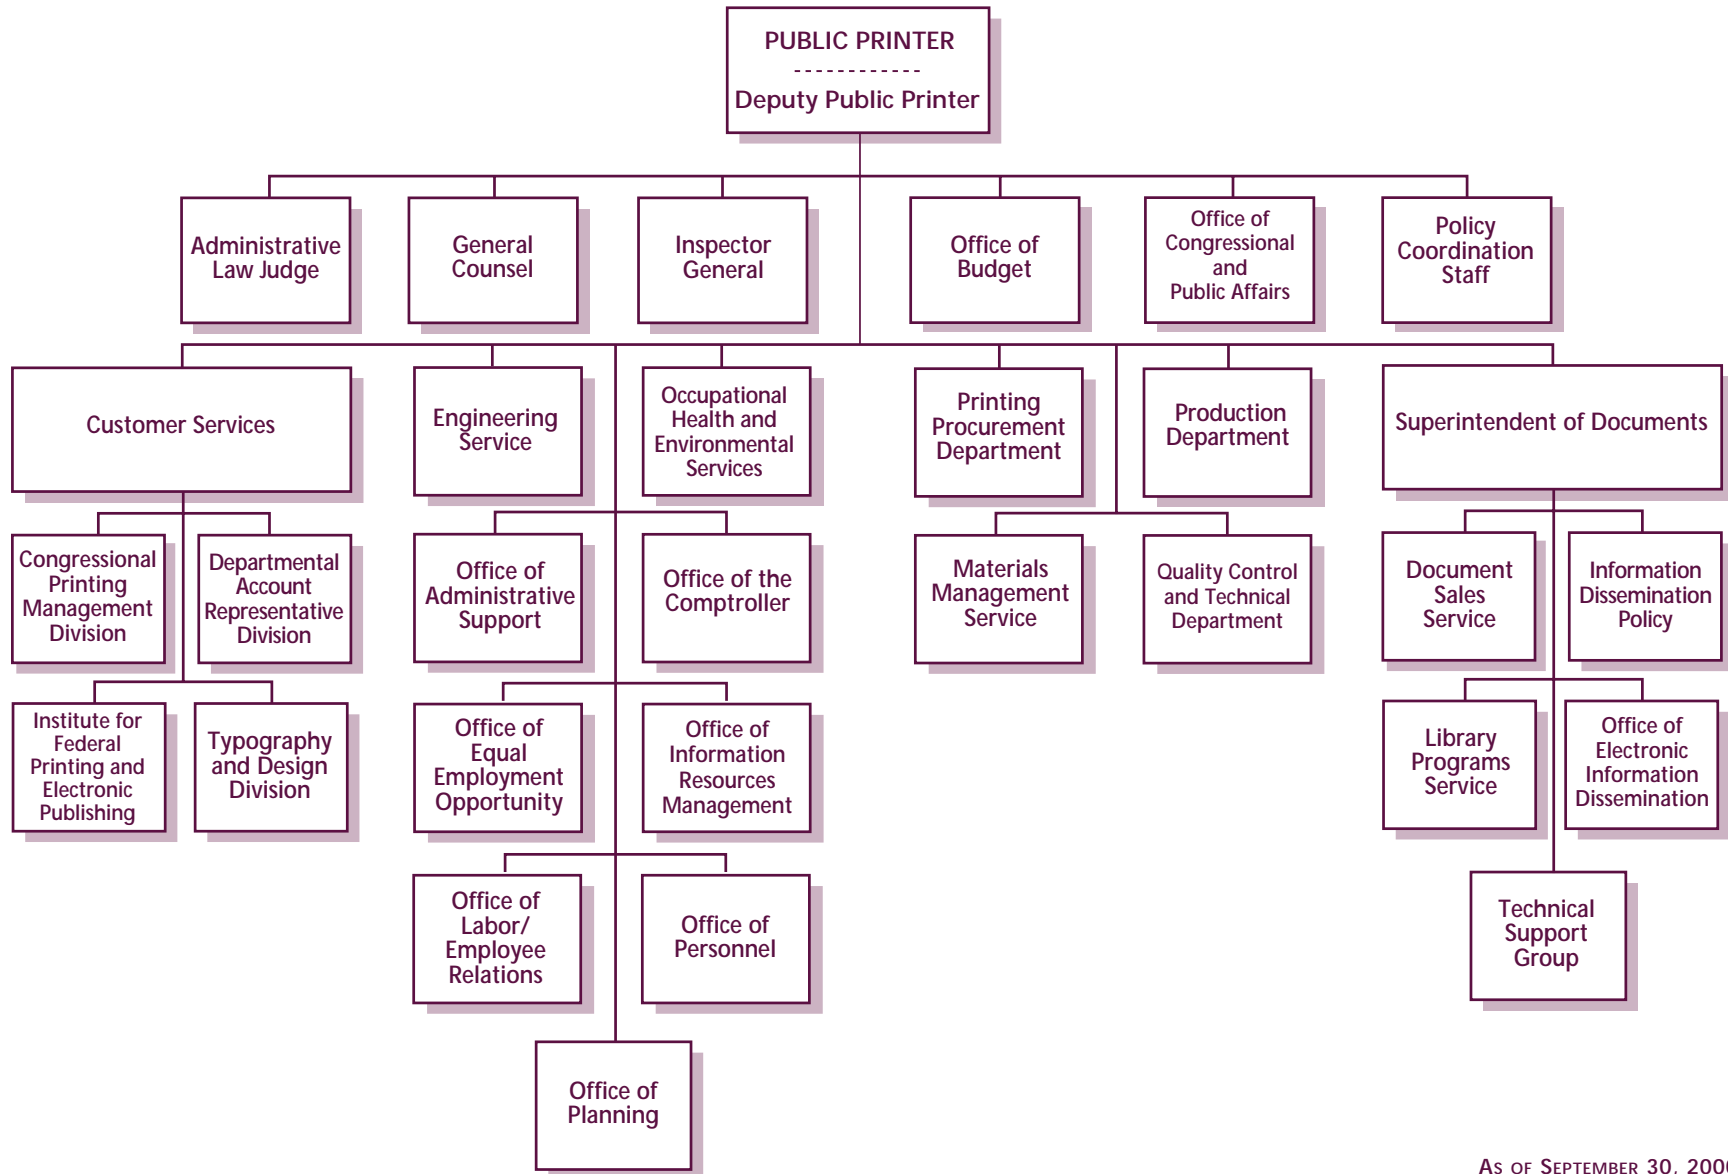 PUBLIC PRINTER
------------
Deputy Public Printer
Administrative
Law Judge
General
Counsel
Inspector
General
Office of
Budget
Office of
Congressional
and
Public Affairs
Policy
Coordination
Staff
Customer Services
Engineering
Service
Occupational
Health and
Environmental
Services
Printing
Procurement
Department
Production
Department
Superintendent of Documents
Congressional
Printing
Management
Division
Departmental
Account
Representative
Division
Office of
Administrative
Support
Office of the
Comptroller
Materials
Management
Service
Quality Control
and Technical
Department
Document
Sales
Service
Information
Dissemination
Policy
Institute for
Federal
Printing and
Electronic
Publishing
Typography
and Design
Division
Office of
Equal
Employment
Opportunity
Office of
Information
Resources
Management
Library
Programs
Service
Office of
Electronic
Information
Dissemination
Office of
Labor/
Employee
Relations
Office of
Personnel
Technical
Support
Group
Office of
Planning
AS OF SEPTEMBER 30, 2000